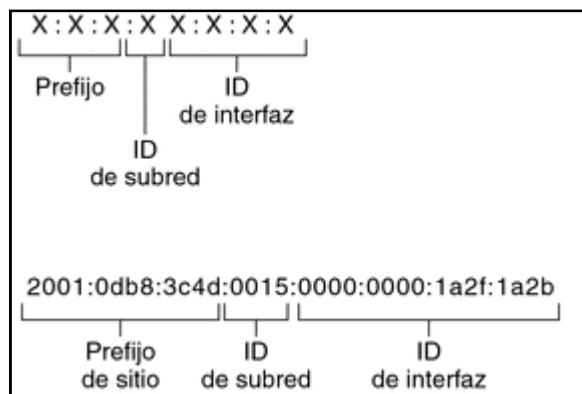 X:X:X:X X:X:X:X
Prefijo
ID
de interfaz
ID
de subred
2001:0db8:3c4d:0015:0000:0000:1a2f:1a2b
Prefijo
de sitio
ID
de subred
ID
de interfaz